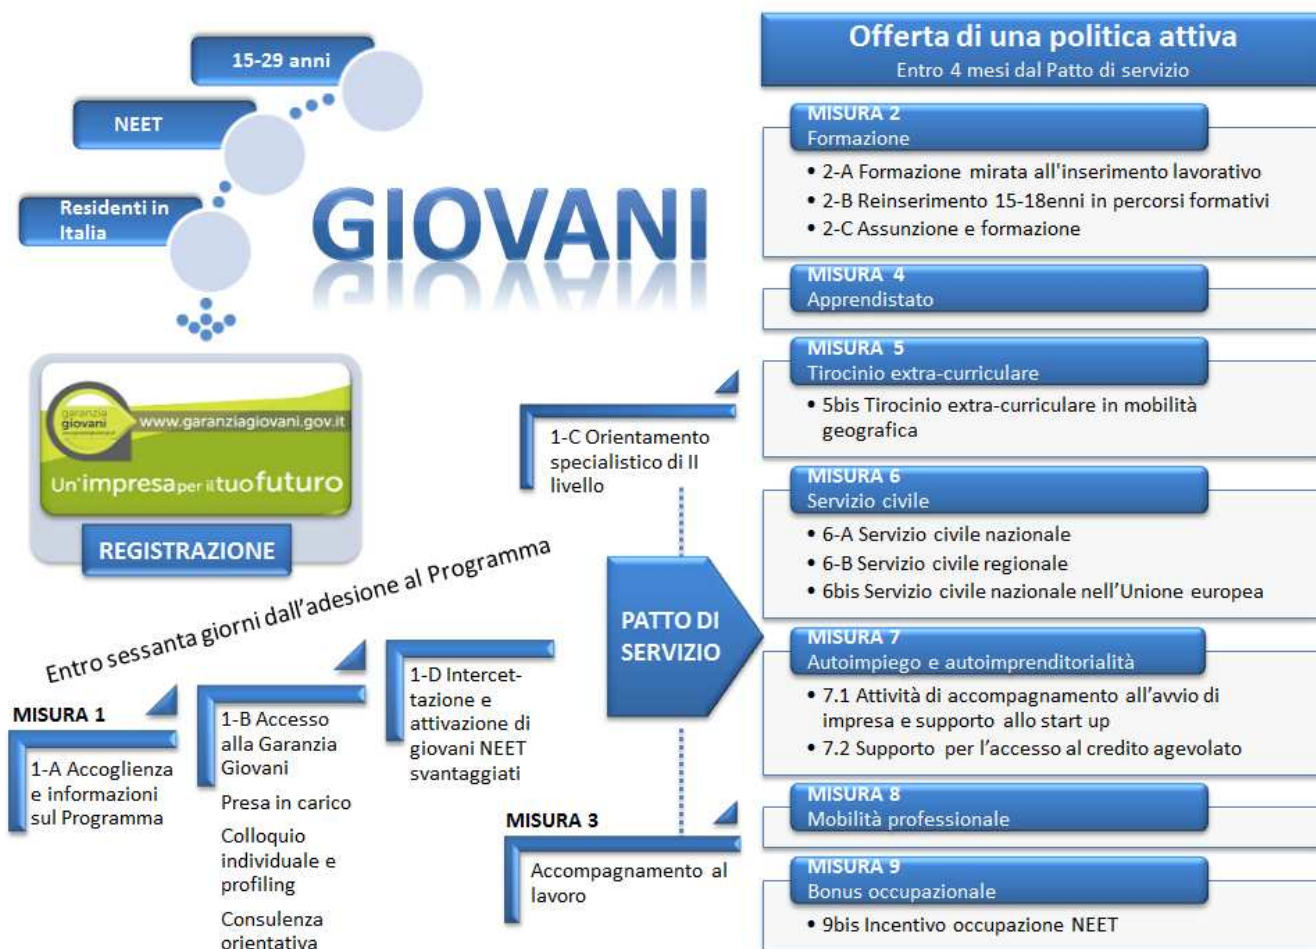 15-29 anni
NEET
Residenti in
Italia
GIOVANI
garanzia
giovani
www.garanziagiovani.gov.it
Un'impresa per il tuo futuro
REGISTRAZIONE
Entro sessanta giorni dall'adesione al Programma
MISURA 1
1-A Accoglienza
e informazioni
sul Programma
1-B Accesso
alla Garanzia
Giovani
Presa in carico
Colloquio
individuale e
profiling
Consulenza
orientativa
1-D Intercet-
tazione e
attivazione di
giovani NEET
svantaggiati
1-C Orientamento
specialistico di II
livello
PATTO DI
SERVIZIO
MISURA 3
Accompagnamento al
lavoro
Offerta di una politica attiva
Entro 4 mesi dal Patto di servizio
MISURA 2
Formazione
• 2-A Formazione mirata all'inserimento lavorativo
• 2-B Reinserimento 15-18enni in percorsi formativi
• 2-C Assunzione e formazione
MISURA 4
Apprendistato
MISURA 5
Tirocinio extra-curriculare
• 5bis Tirocinio extra-curriculare in mobilità
geografica
MISURA 6
Servizio civile
• 6-A Servizio civile nazionale
• 6-B Servizio civile regionale
• 6bis Servizio civile nazionale nell'Unione europea
MISURA 7
Autoimpiego e autoimprenditorialità
• 7.1 Attività di accompagnamento all'avvio di
impresa e supporto allo start up
• 7.2 Supporto per l'accesso al credito agevolato
MISURA 8
Mobilità professionale
MISURA 9
Bonus occupazionale
• 9bis Incentivo occupazione NEET